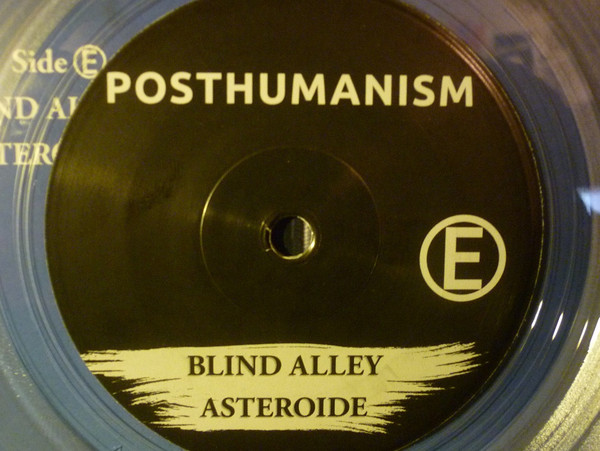 Side E
POSTHUMANISM
E
BLIND ALLEY
ASTEROIDE